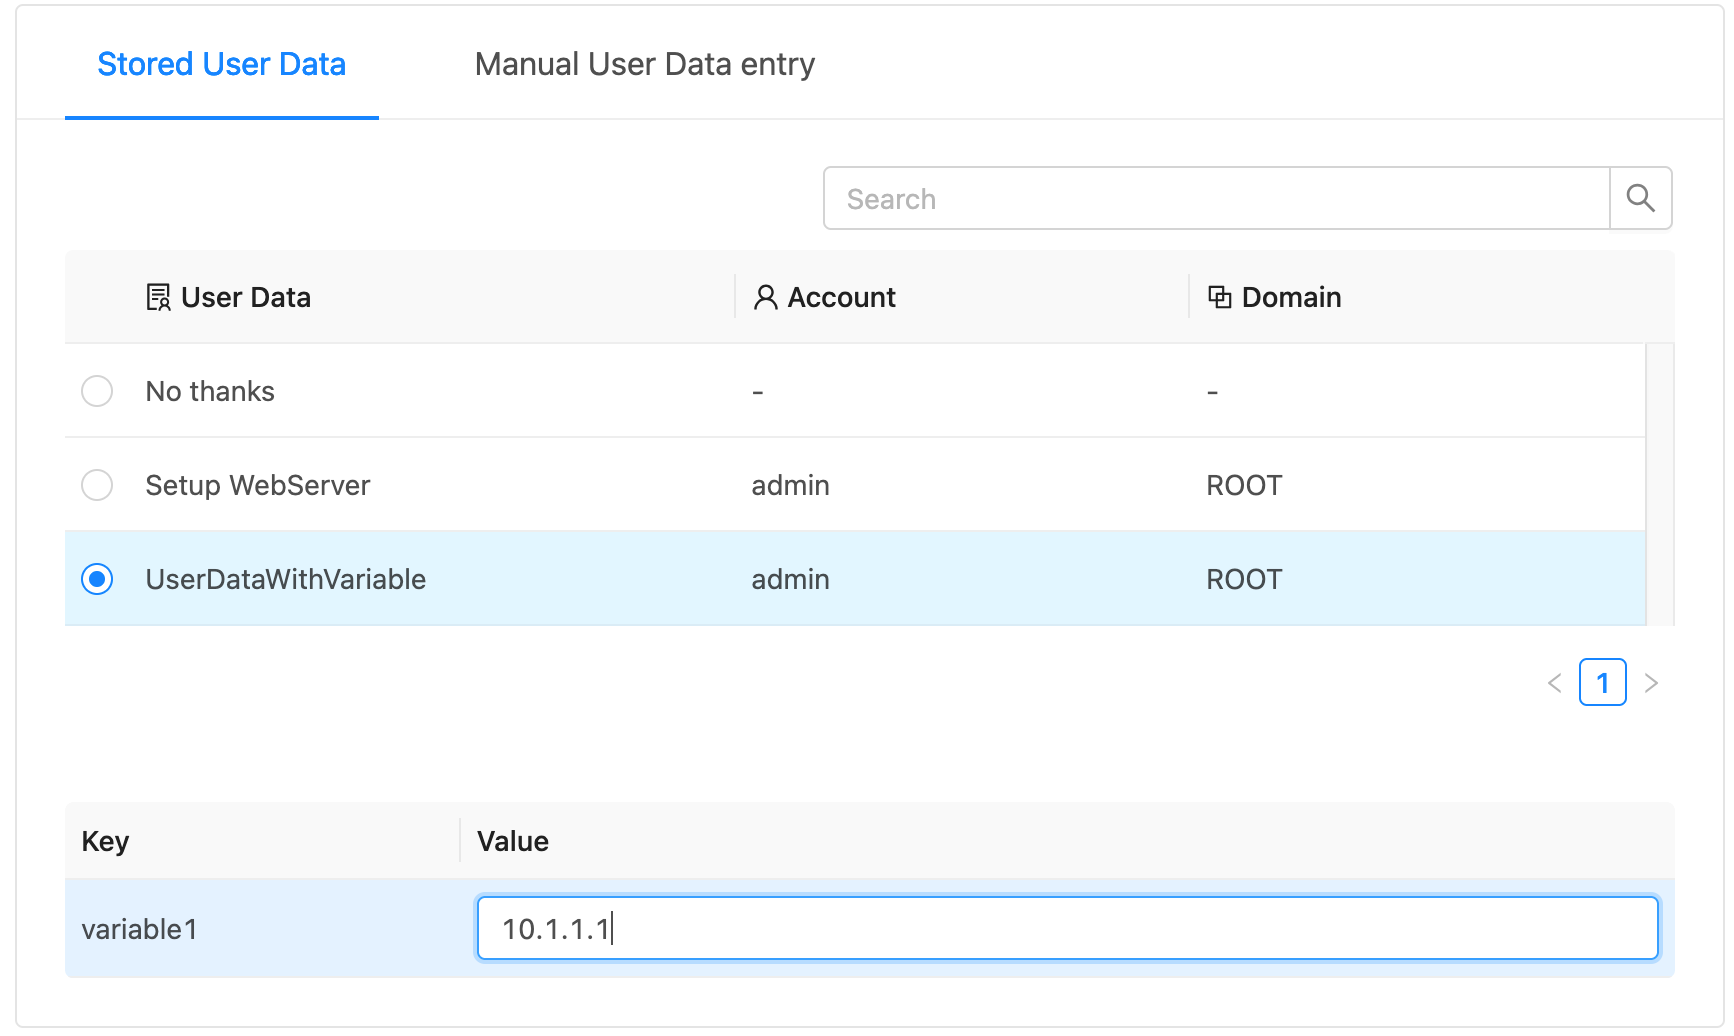 Stored User Data Manual User Data entry
Search
User Data Account Domain
No thanks - -
Setup WebServer admin ROOT
UserDataWithVariable admin ROOT
< 1 >
Key Value
variable1 10.1.1.1